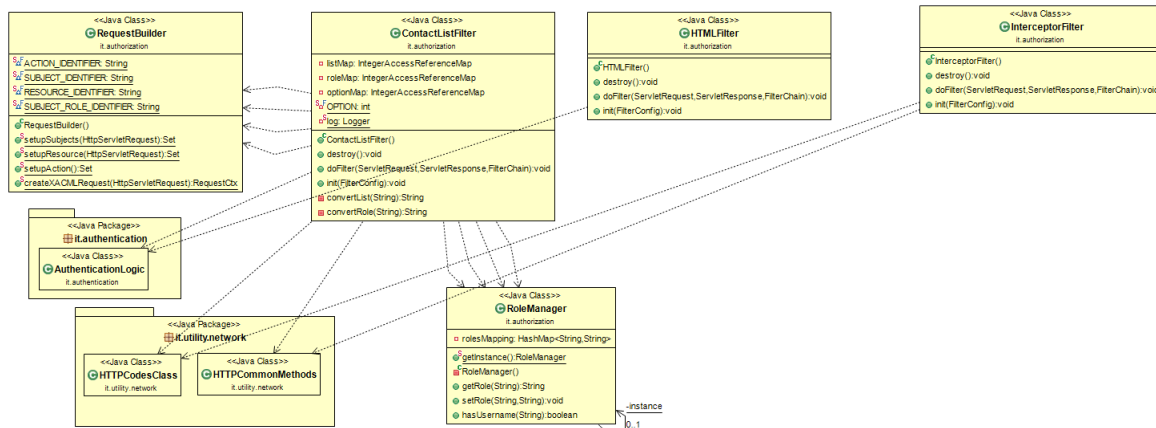 <<Java Class>>
RequestBuilder
it.authorization
ACTION_IDENTIFIER: String
SUBJECT_IDENTIFIER: String
RESOURCE_IDENTIFIER: String
SUBJECT_ROLE_IDENTIFIER: String
RequestBuilder()
setupSubjects(HttpServletRequest):Set
setupResource(HttpServletRequest):Set
setupAction():Set
createXACMLRequest(HttpServletRequest):RequestCtx
<<Java Class>>
ContactListFilter
it.authorization
listMap: IntegerAccessReferenceMap
roleMap: IntegerAccessReferenceMap
optionMap: IntegerAccessReferenceMap
OPTION: int
log: Logger
ContactListFilter()
destroy():void
doFilter(ServletRequest,ServletResponse,FilterChain):void
init(FilterConfig):void
convertList(String):String
convertRole(String):String
<<Java Class>>
HTMLFilter
it.authorization
HTMLFilter()
destroy():void
doFilter(ServletRequest,ServletResponse,FilterChain):void
init(FilterConfig):void
<<Java Class>>
InterceptorFilter
it.authorization
InterceptorFilter()
destroy():void
doFilter(ServletRequest,ServletResponse,FilterChain):void
init(FilterConfig):void
<<Java Package>>
it.authentication
<<Java Class>>
AuthenticationLogic
it.authentication
<<Java Package>>
it.utility.network
<<Java Class>>
HTTPCodesClass
it.utility.network
<<Java Class>>
HTTPCommonMethods
it.utility.network
<<Java Class>>
RoleManager
it.authorization
rolesMapping: HashMap<String,String>
getInstance():RoleManager
RoleManager()
getRole(String):String
setRole(String,String):void
hasUsername(String):boolean
-instance
0..1